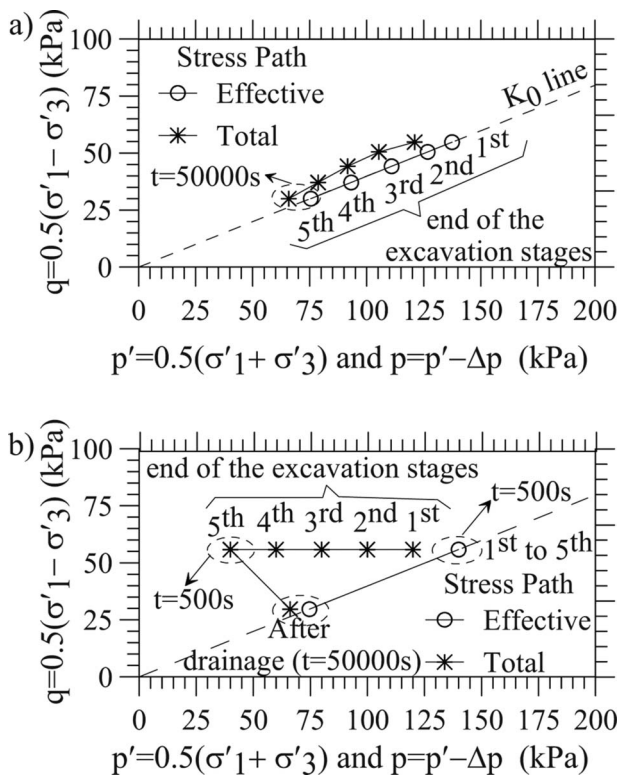 a)
100
75
50
25
0
q=0.5(σ′1− σ′3) (kPa)
Stress Path
Effective
Total
t=50000s
K0 line
1st
2nd
3rd
4th
5th
end of the
excavation stages
0 25 50 75 100 125 150 175 200
p′=0.5(σ′1+ σ′3) and p=p′−Δp (kPa)
b)
100
75
50
25
0
q=0.5(σ′1− σ′3) (kPa)
end of the excavation stages
5th 4th 3rd 2nd 1st
t=500s
1st to 5th
t=500s
Stress Path
Effective
Total
After
drainage (t=50000s)
0 25 50 75 100 125 150 175 200
p′=0.5(σ′1+ σ′3) and p=p′−Δp (kPa)